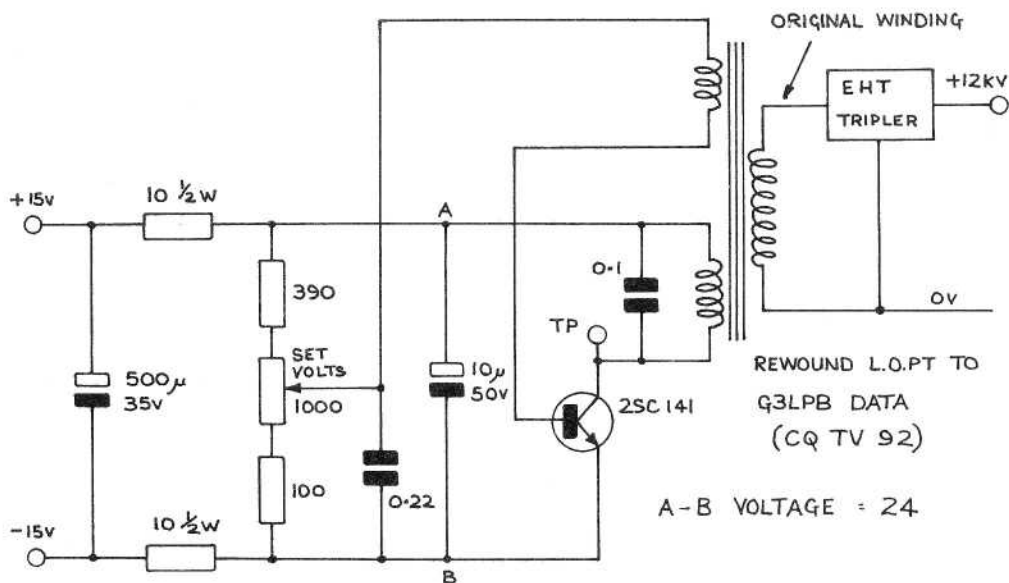 ORIGINAL WINDING
EHT
TRIPLER
+12KV
+15V
10 ½W
A
390
0·1
0V
TP
SET
VOLTS
1000
500µ
35V
10µ
50V
2SC141
REWOUND L.O.PT TO
G3LPB DATA
(CQ TV 92)
100
0·22
A-B VOLTAGE = 24
-15V
10 ½W
B